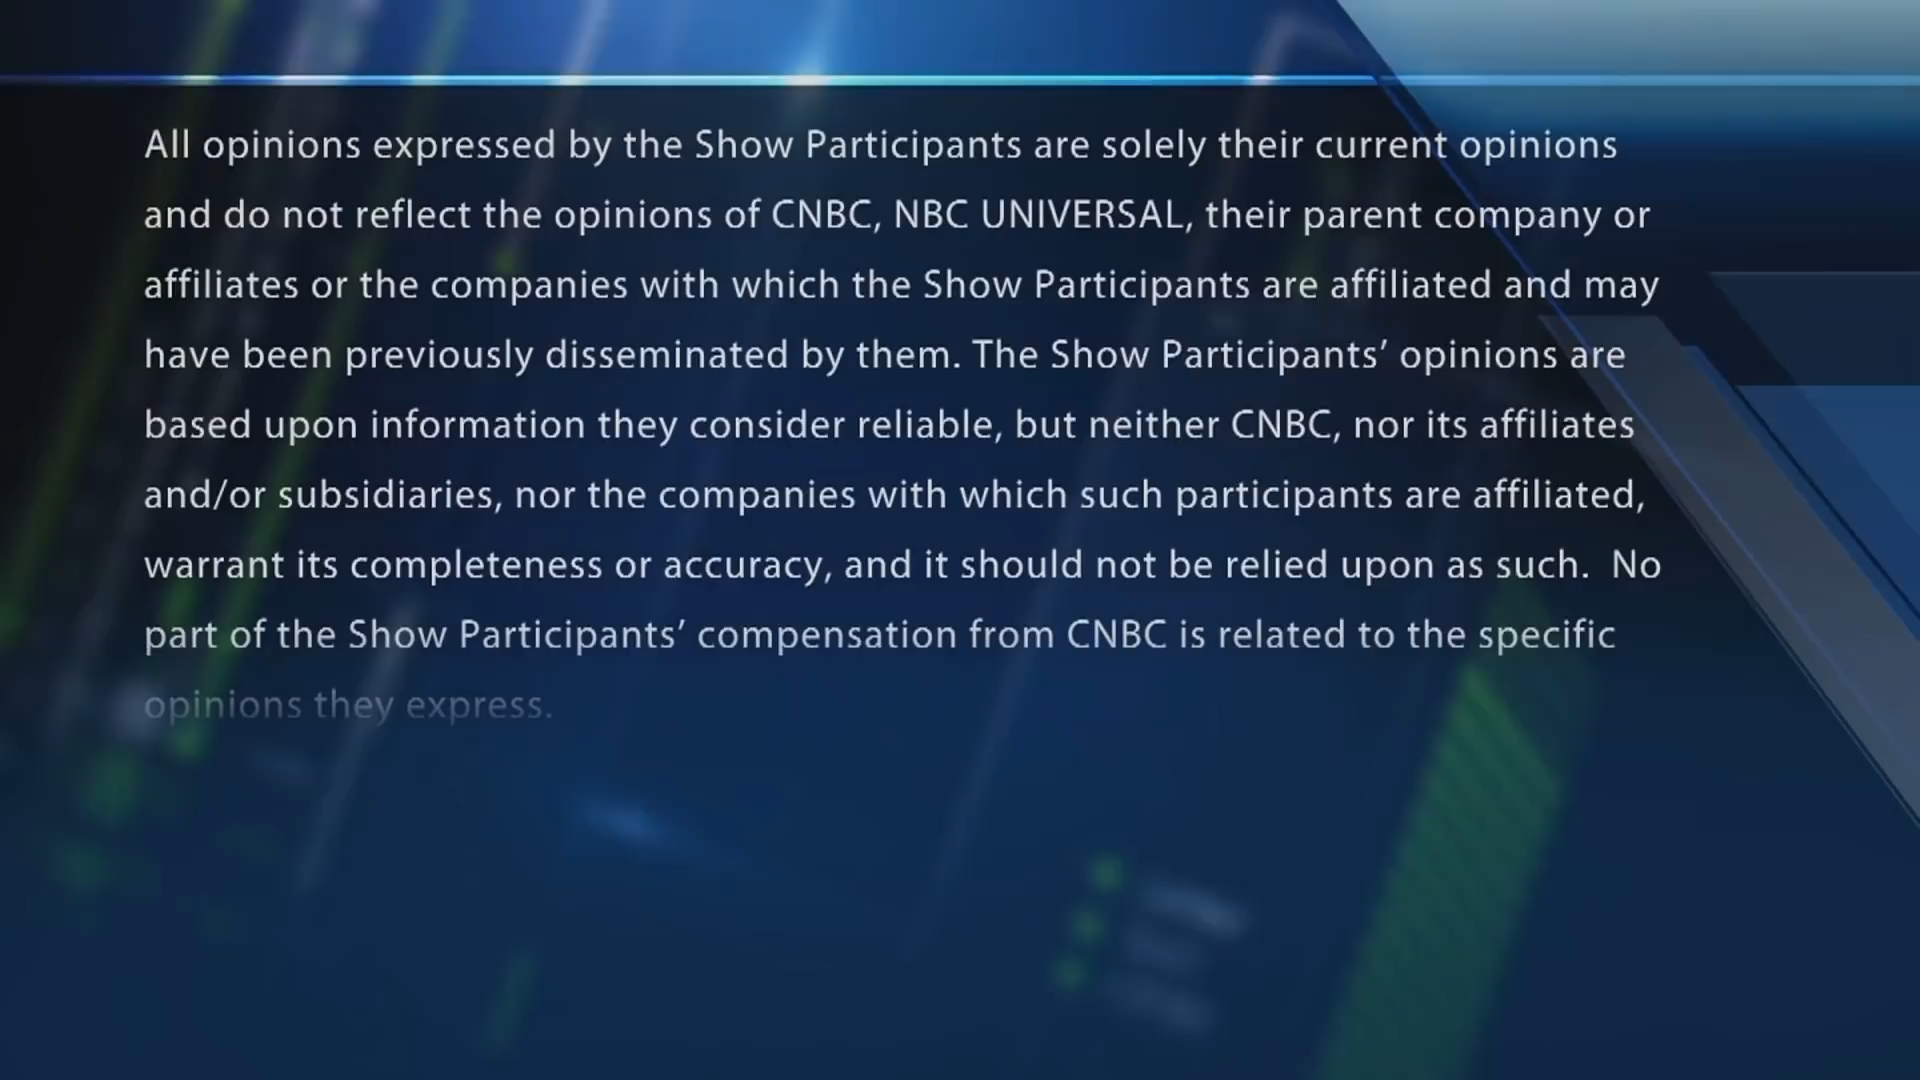 All opinions expressed by the Show Participants are solely their current opinions
and do not reflect the opinions of CNBC, NBC UNIVERSAL, their parent company or
affiliates or the companies with which the Show Participants are affiliated and may
have been previously disseminated by them. The Show Participants’ opinions are
based upon information they consider reliable, but neither CNBC, nor its affiliates
and/or subsidiaries, nor the companies with which such participants are affiliated,
warrant its completeness or accuracy, and it should not be relied upon as such.  No
part of the Show Participants’ compensation from CNBC is related to the specific
opinions they express.